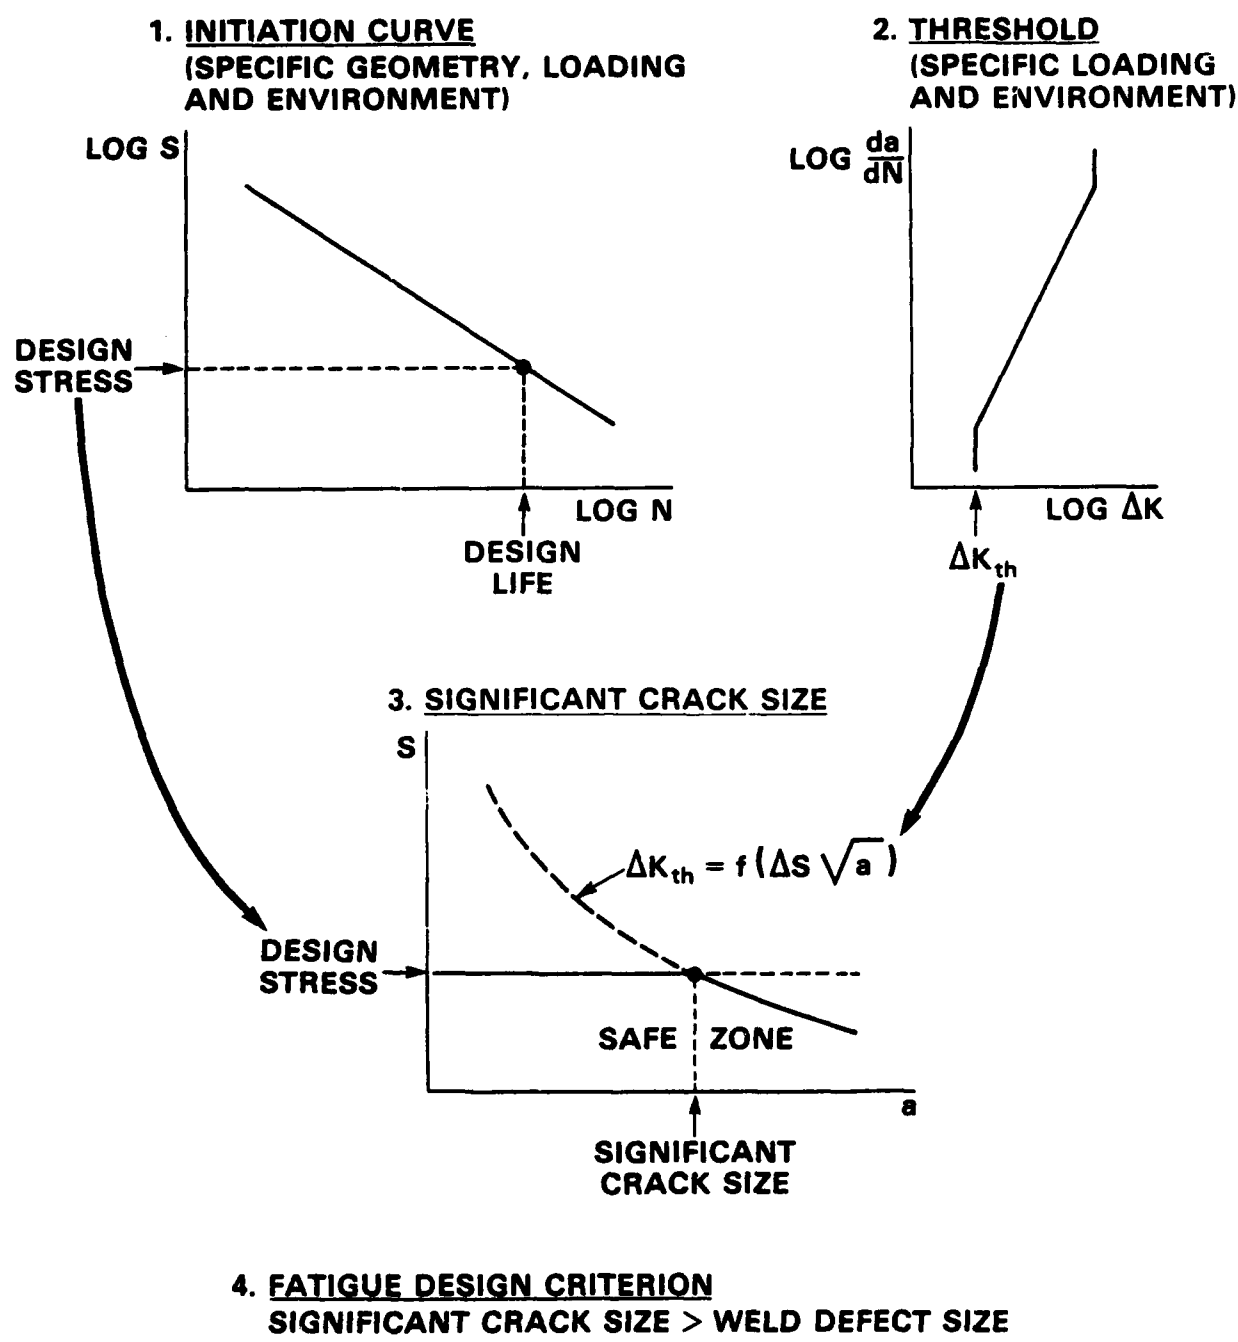 1. INITIATION CURVE
(SPECIFIC GEOMETRY, LOADING
AND ENVIRONMENT)
LOG S
DESIGN
STRESS
LOG N
DESIGN
LIFE
2. THRESHOLD
(SPECIFIC LOADING
AND ENVIRONMENT)
LOG da/dN
LOG ΔK
ΔKth
3. SIGNIFICANT CRACK SIZE
S
ΔKth = f (ΔS √a)
DESIGN
STRESS
SAFE ZONE
a
SIGNIFICANT
CRACK SIZE
4. FATIGUE DESIGN CRITERION
SIGNIFICANT CRACK SIZE > WELD DEFECT SIZE